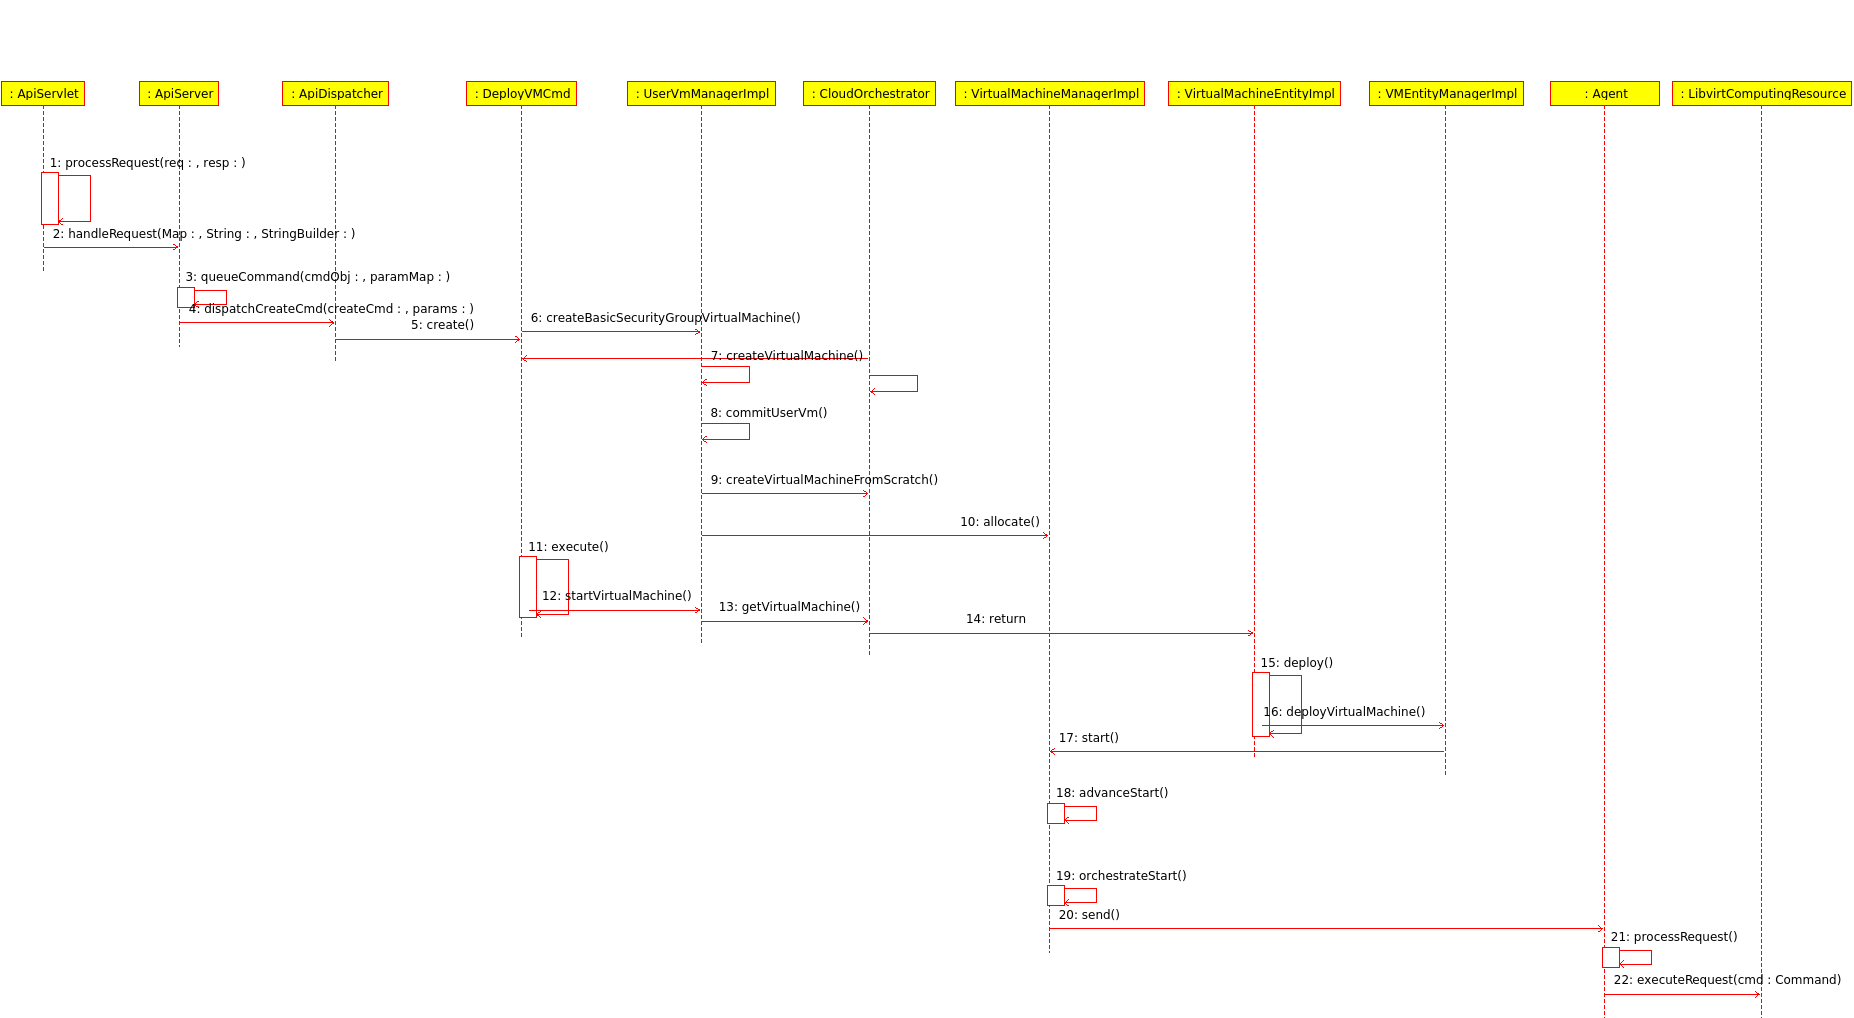 : ApiServlet
: ApiServer
: ApiDispatcher
: DeployVMCmd
: UserVmManagerImpl
: CloudOrchestrator
: VirtualMachineManagerImpl
: VirtualMachineEntityImpl
: VMEntityManagerImpl
: Agent
: LibvirtComputingResource
1: processRequest(req : , resp : )
2: handleRequest(Map : , String : , StringBuilder : )
3: queueCommand(cmdObj : , paramMap : )
4: dispatchCreateCmd(createCmd : , params : )
5: create()
6: createBasicSecurityGroupVirtualMachine()
7: createVirtualMachine()
8: commitUserVm()
9: createVirtualMachineFromScratch()
10: allocate()
11: execute()
12: startVirtualMachine()
13: getVirtualMachine()
14: return
15: deploy()
16: deployVirtualMachine()
17: start()
18: advanceStart()
19: orchestrateStart()
20: send()
21: processRequest()
22: executeRequest(cmd : Command)